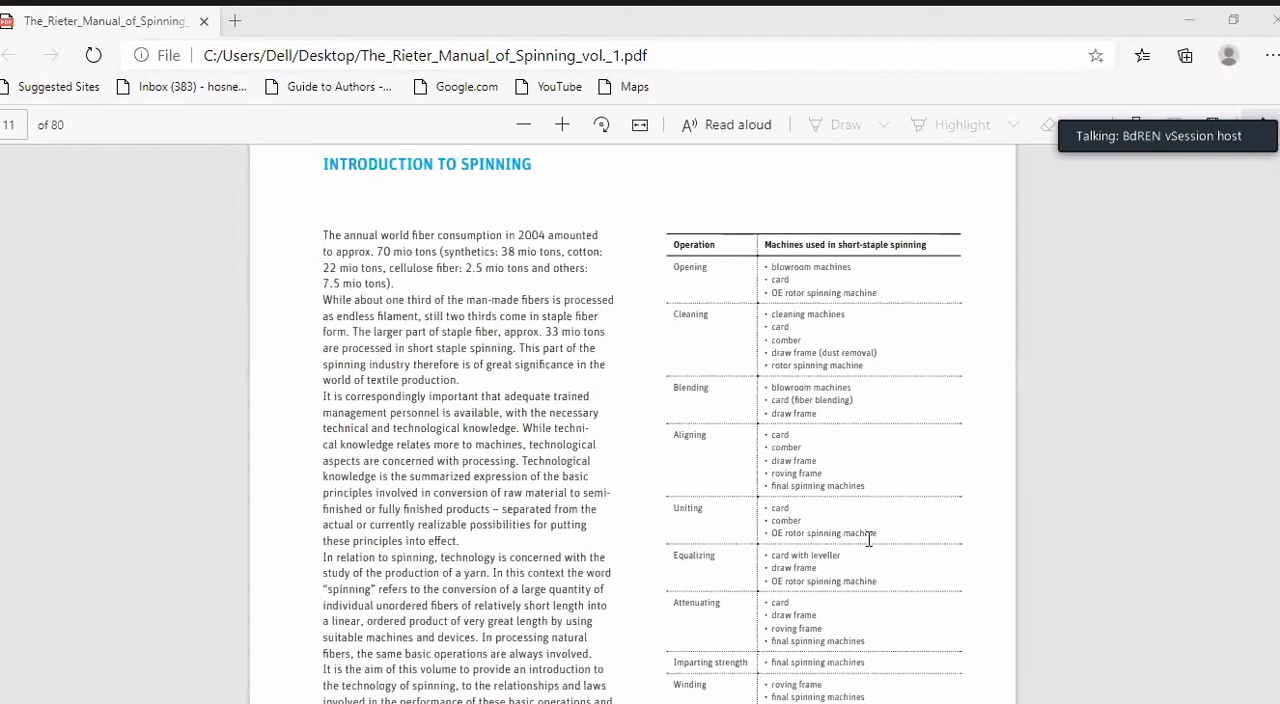 The_Rieter_Manual_of_Spinning_
File C:/Users/Dell/Desktop/The_Rieter_Manual_of_Spinning_vol._1.pdf
Suggested Sites Inbox (383) - hosne... Guide to Authors -... Google.com YouTube Maps
11 of 80 Read aloud Draw Highlight
Talking: BdREN vSession host
INTRODUCTION TO SPINNING
The annual world fiber consumption in 2004 amounted
to approx. 70 mio tons (synthetics: 38 mio tons, cotton:
22 mio tons, cellulose fiber: 2.5 mio tons and others:
7.5 mio tons).
While about one third of the man-made fibers is processed
as endless filament, still two thirds come in staple fiber
form. The larger part of staple fiber, approx. 33 mio tons
are processed in short staple spinning. This part of the
spinning industry therefore is of great significance in the
world of textile production.
It is correspondingly important that adequate trained
management personnel is available, with the necessary
technical and technological knowledge. While techni-
cal knowledge relates more to machines, technological
aspects are concerned with processing. Technological
knowledge is the summarized expression of the basic
principles involved in conversion of raw material to semi-
finished or fully finished products – separated from the
actual or currently realizable possibilities for putting
these principles into effect.
In relation to spinning, technology is concerned with the
study of the production of a yarn. In this context the word
“spinning” refers to the conversion of a large quantity of
individual unordered fibers of relatively short length into
a linear, ordered product of very great length by using
suitable machines and devices. In processing natural
fibers, the same basic operations are always involved.
It is the aim of this volume to provide an introduction to
the technology of spinning, to the relationships and laws
involved in the performance of these basic operations and
Operation Machines used in short-staple spinning
Opening • blowroom machines
• card
• OE rotor spinning machine
Cleaning • cleaning machines
• card
• comber
• draw frame (dust removal)
• rotor spinning machine
Blending • blowroom machines
• card (fiber blending)
• draw frame
Aligning • card
• comber
• draw frame
• roving frame
• final spinning machines
Uniting • card
• comber
• OE rotor spinning machine
Equalizing • card with leveller
• draw frame
• OE rotor spinning machine
Attenuating • card
• draw frame
• roving frame
• final spinning machines
Imparting strength • final spinning machines
Winding • roving frame
• final spinning machines